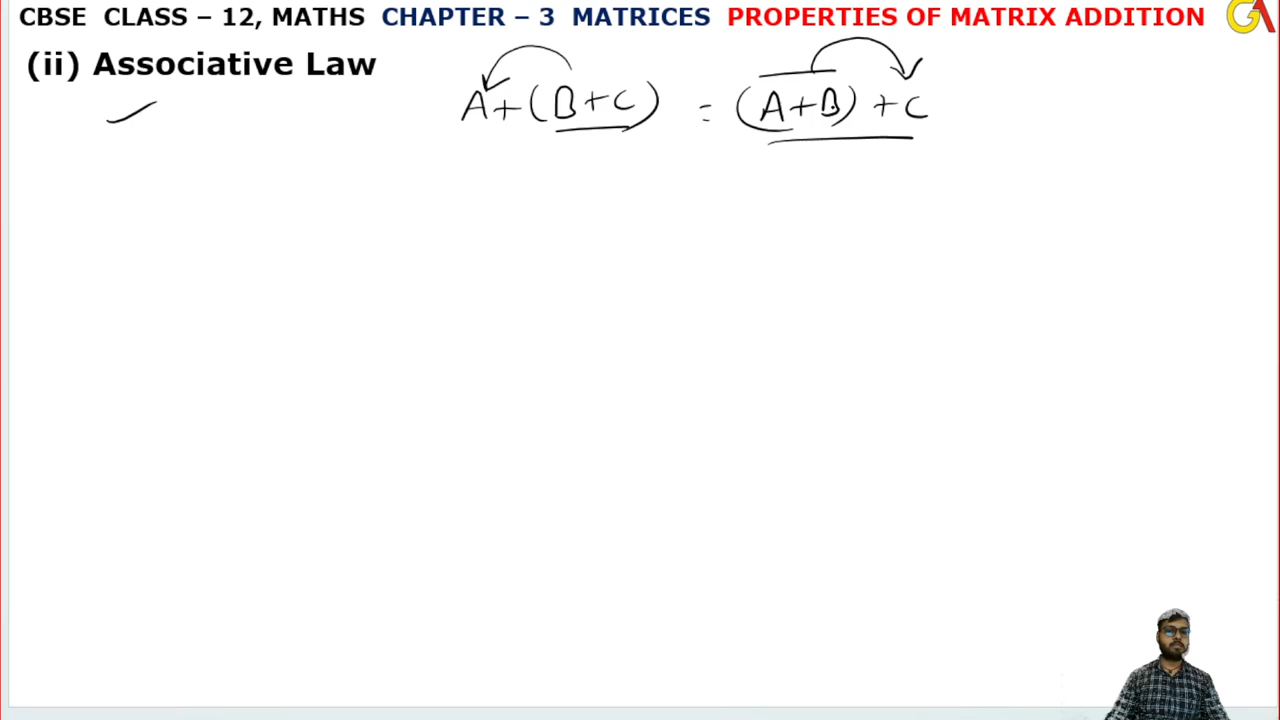 CBSE CLASS – 12, MATHS CHAPTER – 3 MATRICES PROPERTIES OF MATRIX ADDITION
(ii) Associative Law
A+(B+C) = (A+B)+C